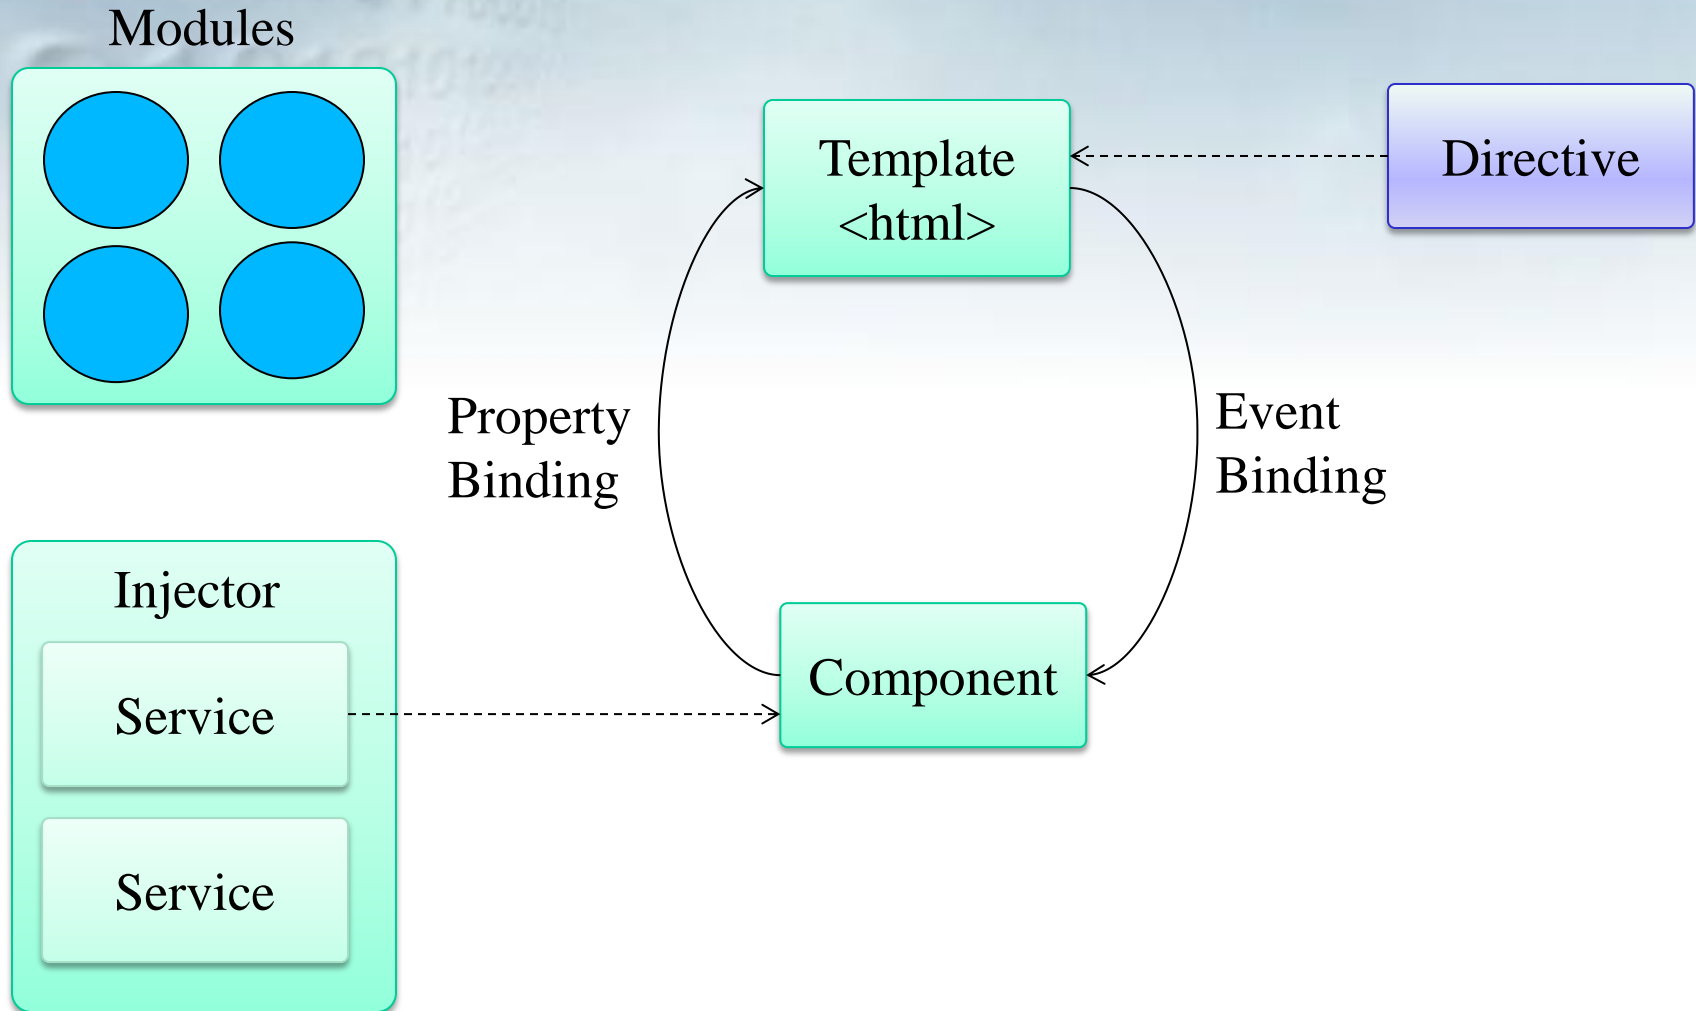 Modules
Template
<html>
Directive
Property
Binding
Event
Binding
Injector
Service
Component
Service